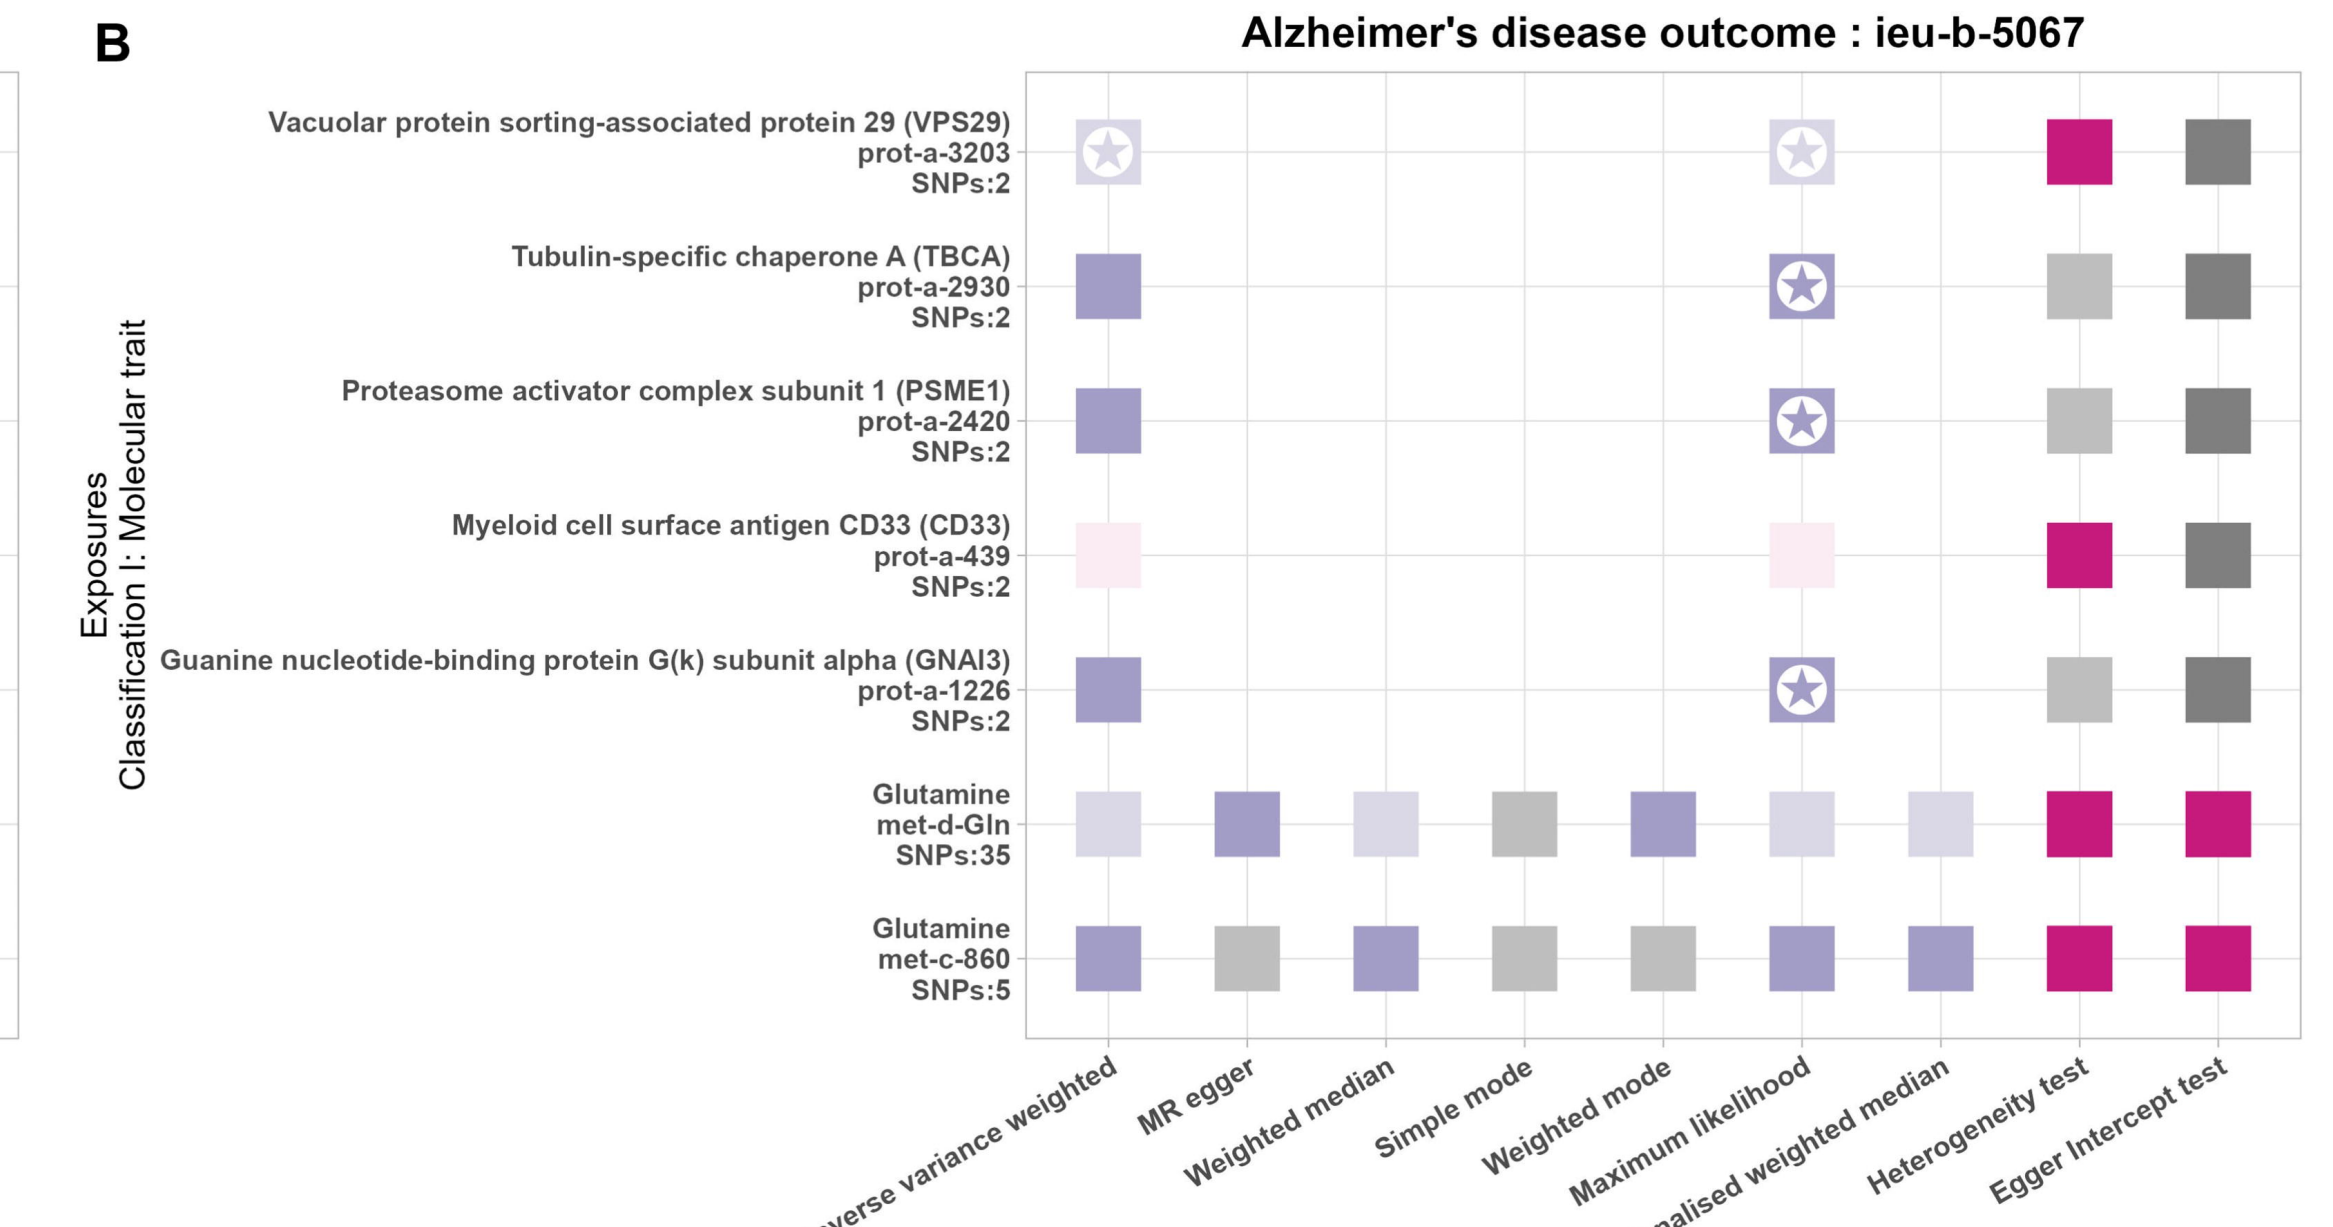 B
Alzheimer's disease outcome : ieu-b-5067
Exposures
Classification I: Molecular trait
Vacuolar protein sorting-associated protein 29 (VPS29)
prot-a-3203
SNPs:2
Tubulin-specific chaperone A (TBCA)
prot-a-2930
SNPs:2
Proteasome activator complex subunit 1 (PSME1)
prot-a-2420
SNPs:2
Myeloid cell surface antigen CD33 (CD33)
prot-a-439
SNPs:2
Guanine nucleotide-binding protein G(k) subunit alpha (GNAI3)
prot-a-1226
SNPs:2
Glutamine
met-d-Gln
SNPs:35
Glutamine
met-c-860
SNPs:5
variance weighted
MR egger
Weighted median
Simple mode
Weighted mode
Maximum likelihood
weighted median
Heterogeneity test
Egger Intercept test